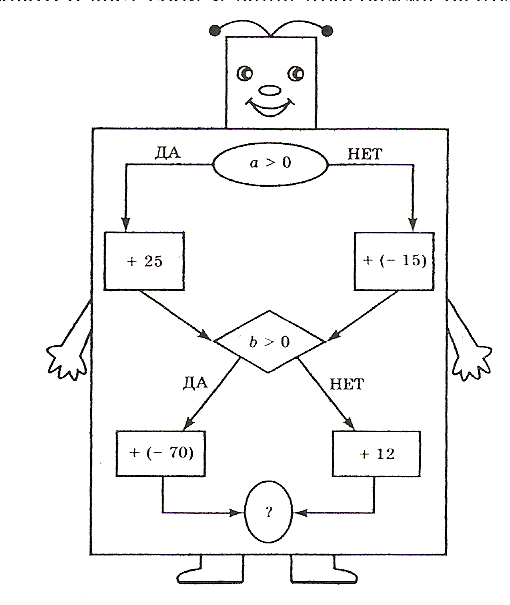 a > 0
ДА
НЕТ
+ 25
+ (− 15)
b > 0
ДА
НЕТ
+ (− 70)
+ 12
?